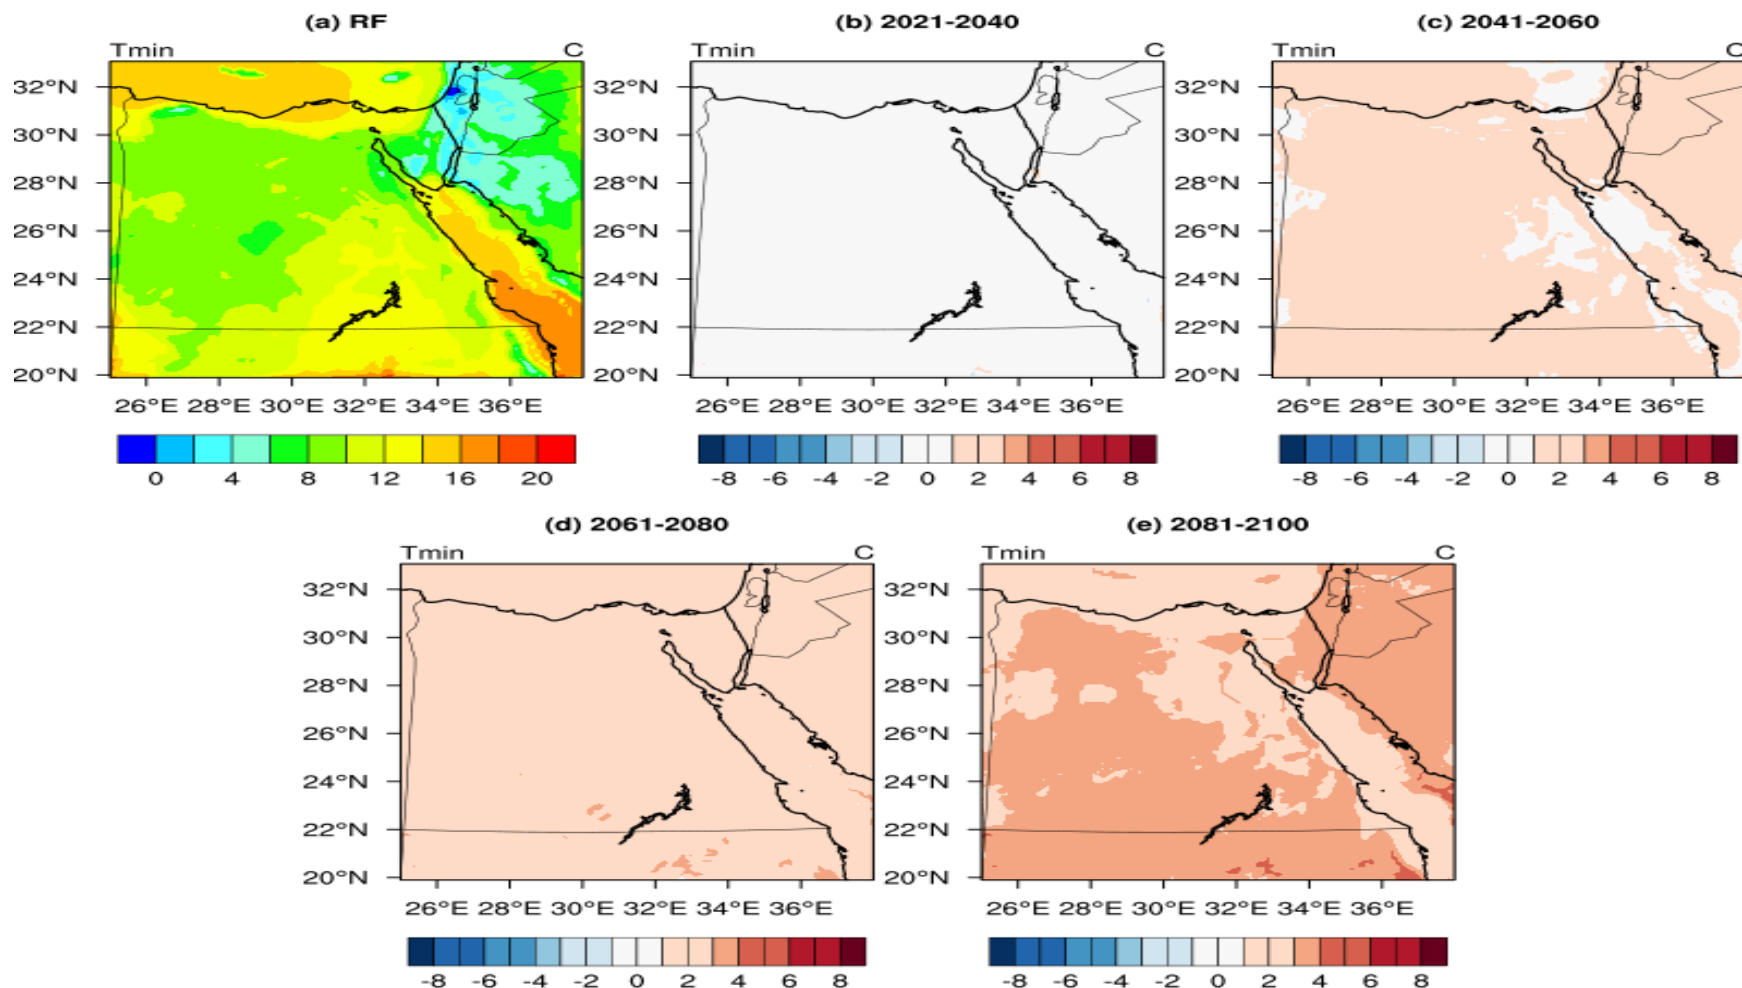 (a) RF (b) 2021-2040 (c) 2041-2060
Tmin C Tmin C Tmin C
32°N 32°N 32°N
30°N 30°N 30°N
28°N 28°N 28°N
26°N 26°N 26°N
24°N 24°N 24°N
22°N 22°N 22°N
20°N 20°N 20°N
26°E 28°E 30°E 32°E 34°E 36°E 26°E 28°E 30°E 32°E 34°E 36°E 26°E 28°E 30°E 32°E 34°E 36°E
0 4 8 12 16 20 -8 -6 -4 -2 0 2 4 6 8 -8 -6 -4 -2 0 2 4 6 8
(d) 2061-2080 (e) 2081-2100
Tmin C Tmin C
32°N 32°N
30°N 30°N
28°N 28°N
26°N 26°N
24°N 24°N
22°N 22°N
20°N 20°N
26°E 28°E 30°E 32°E 34°E 36°E 26°E 28°E 30°E 32°E 34°E 36°E
-8 -6 -4 -2 0 2 4 6 8 -8 -6 -4 -2 0 2 4 6 8